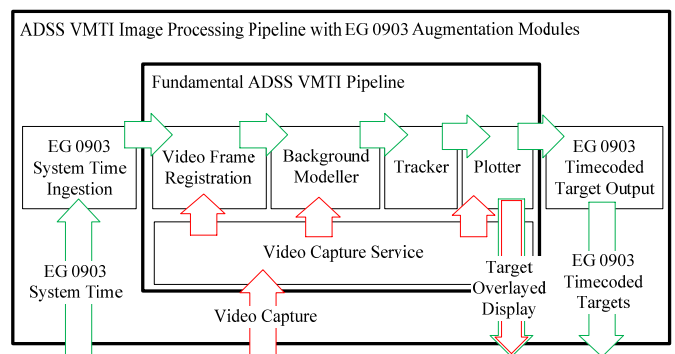 ADSS VMTI Image Processing Pipeline with EG 0903 Augmentation Modules
Fundamental ADSS VMTI Pipeline
EG 0903
System Time
Ingestion
Video Frame
Registration
Background
Modeller
Tracker
Plotter
EG 0903
Timecoded
Target Output
Video Capture Service
EG 0903
System Time
Video Capture
Target
Overlayed
Display
EG 0903
Timecoded
Targets